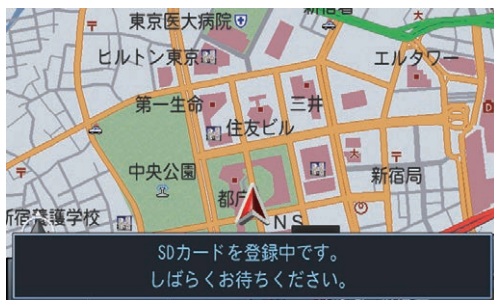 東京医大病院
ヒルトン東京
エルタワー
第一生命
三井
住友ビル
中央公園
新宿局
都庁
新宿養護学校
NS
SDカードを登録中です。
しばらくお待ちください。